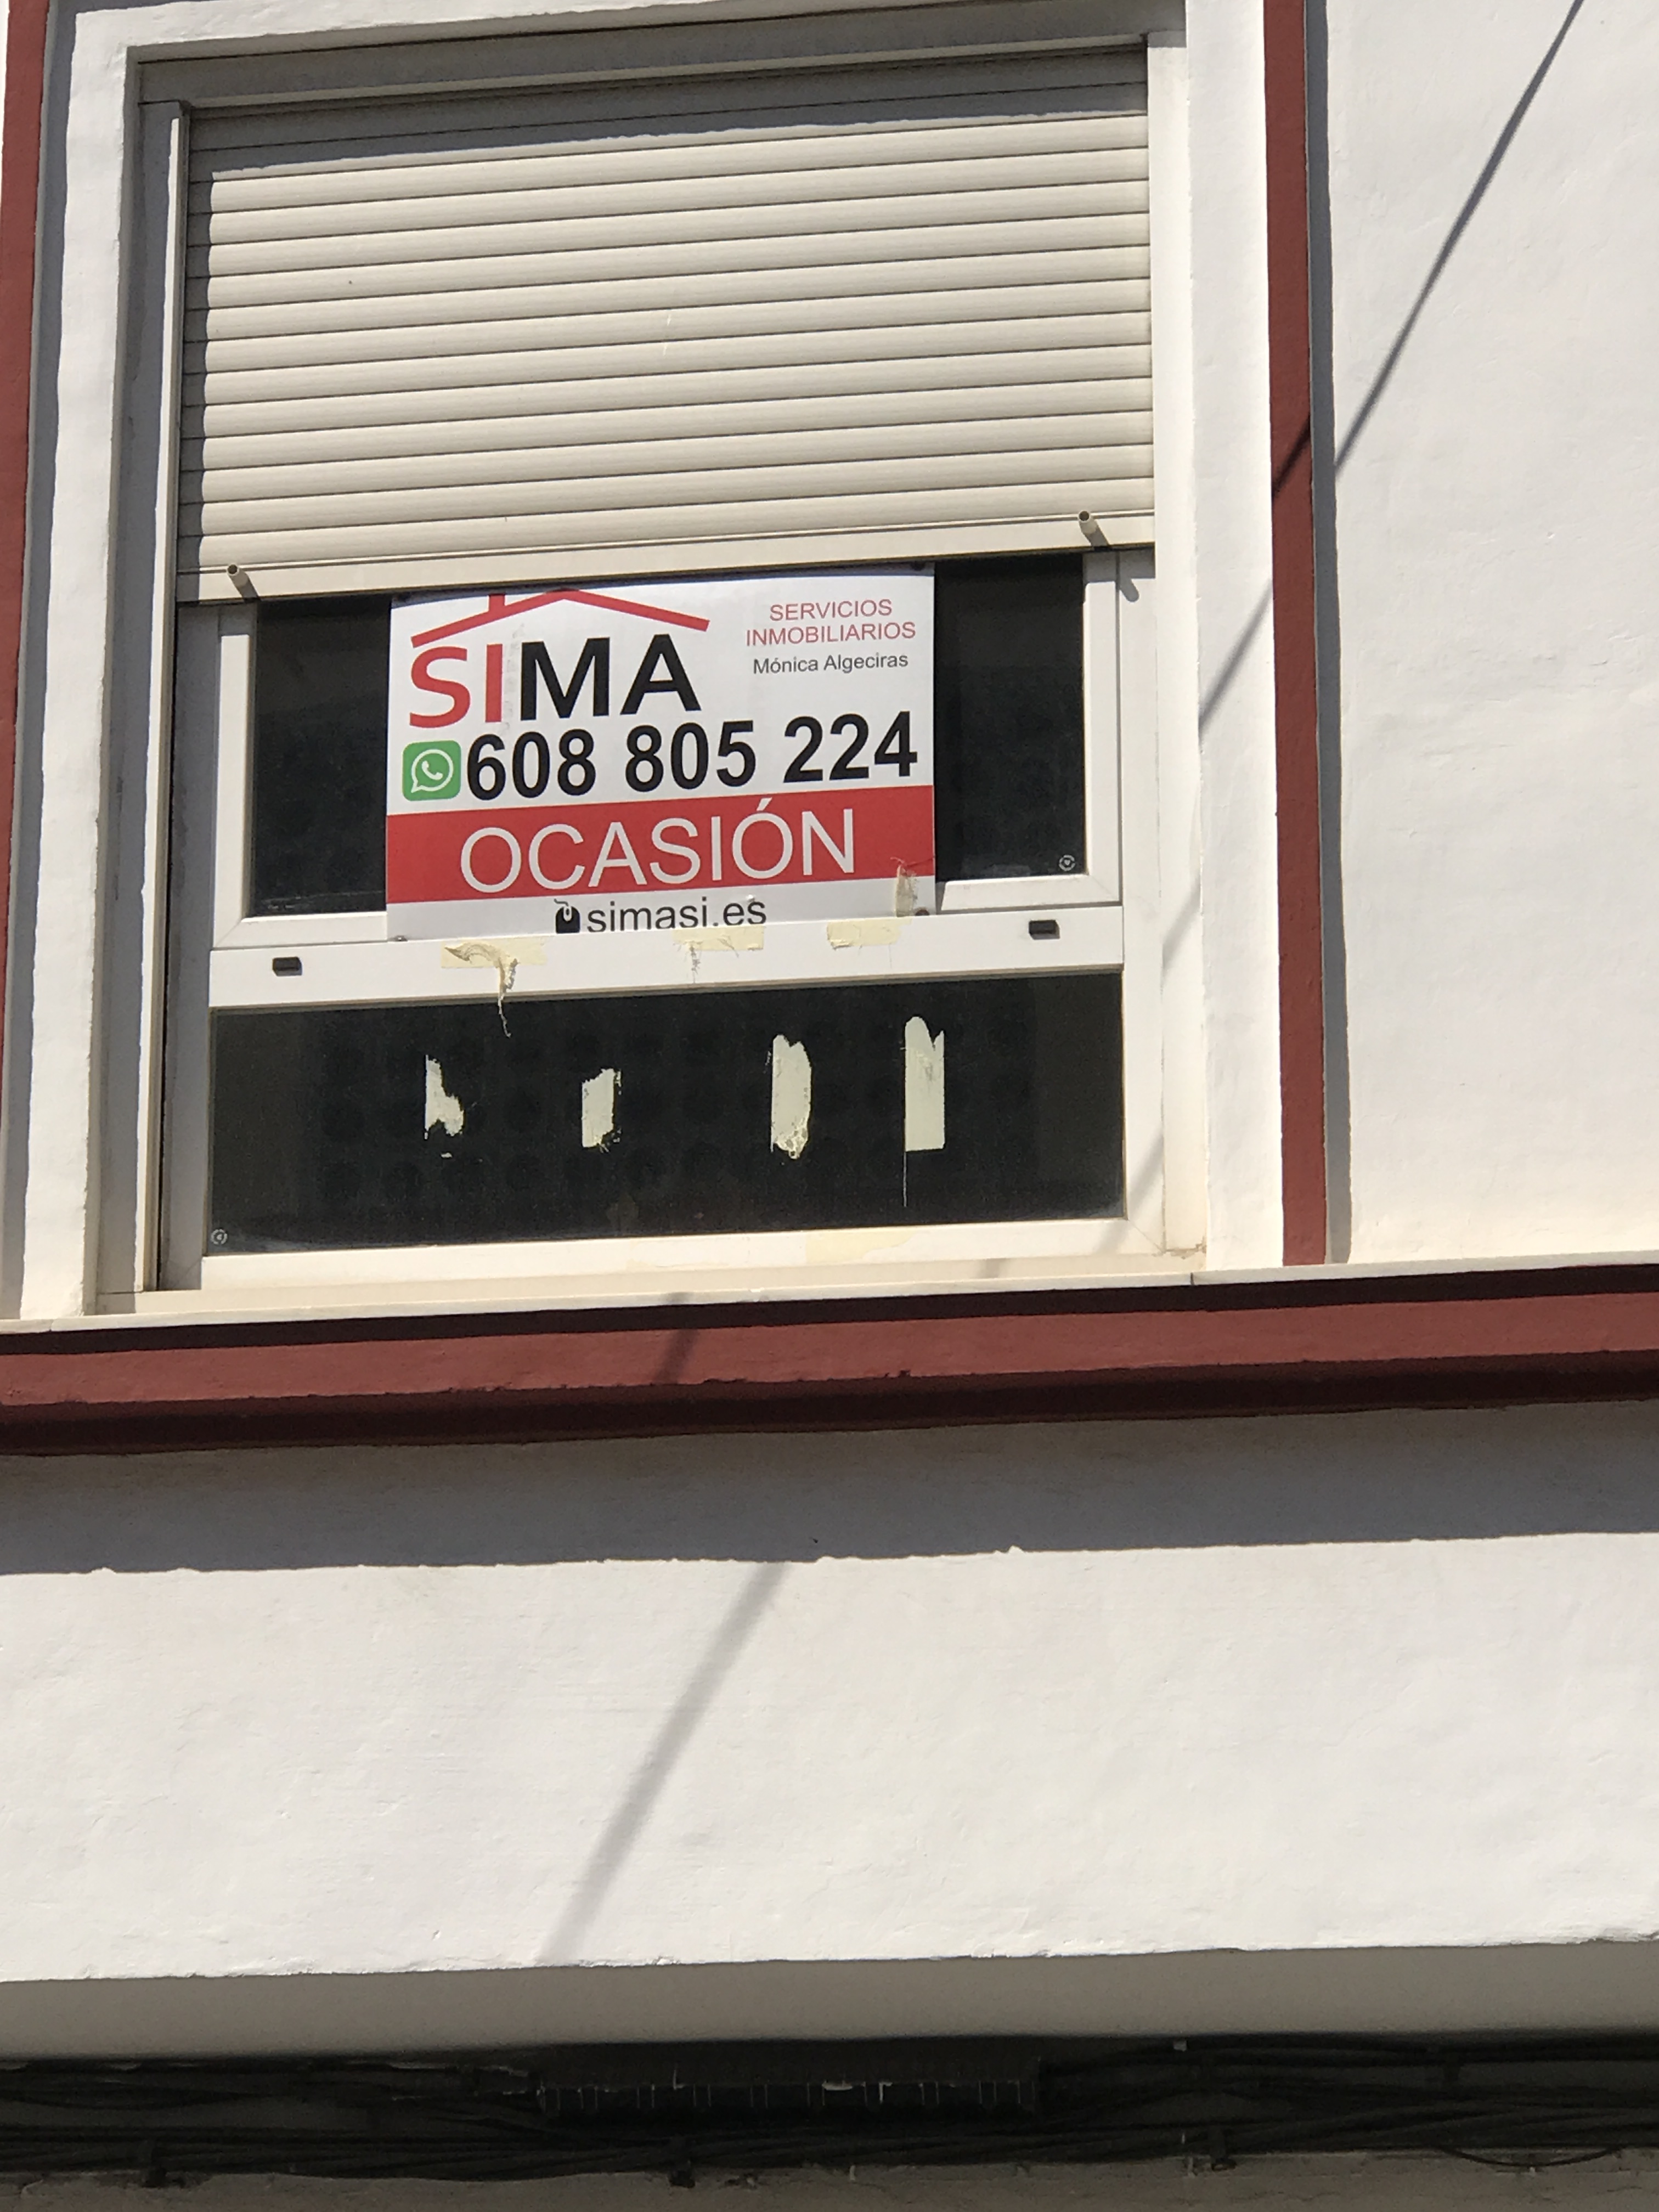 SIMA
SERVICIOS
INMOBILIARIOS
Mónica Algeciras
608 805 224
OCASIÓN
simasi.es